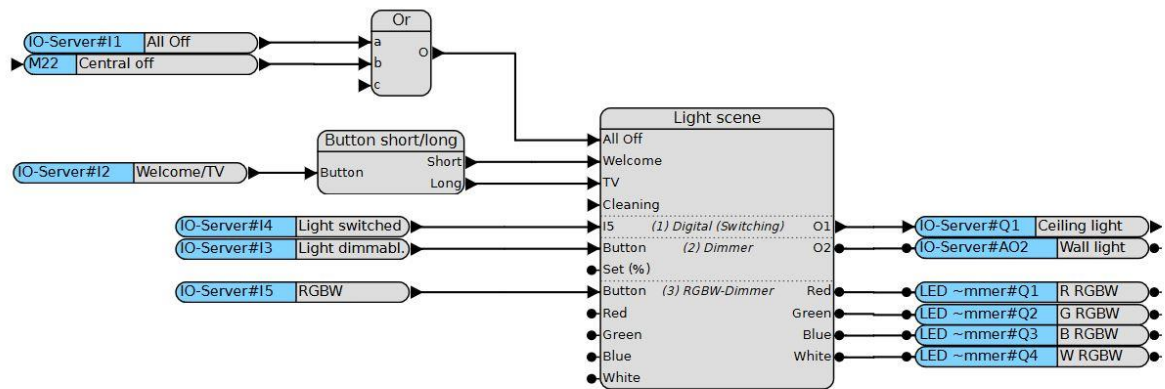 Or
IO-Server#I1 All Off
a
M22 Central off
b
O
c
Light scene
All Off
Button short/long
Short
Welcome
IO-Server#I2 Welcome/TV
Button
Long
TV
Cleaning
IO-Server#I4 Light switched
I5 (1) Digital (Switching) O1
IO-Server#Q1 Ceiling light
IO-Server#I3 Light dimmabl.
Button (2) Dimmer O2
IO-Server#AO2 Wall light
Set (%)
IO-Server#I5 RGBW
Button (3) RGBW-Dimmer Red
LED ~mmer#Q1 R RGBW
Red
Green
LED ~mmer#Q2 G RGBW
Green
Blue
LED ~mmer#Q3 B RGBW
Blue
White
LED ~mmer#Q4 W RGBW
White